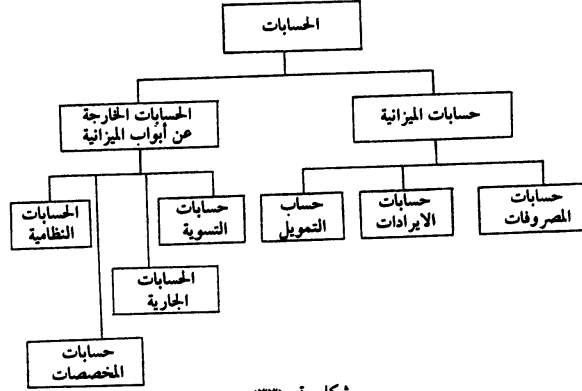 الحسابات
حسابات الميزانية
الحسابات الخارجة
عن أبواب الميزانية
حسابات
المصروفات
حسابات
الايرادات
حساب
التمويل
حسابات
التسوية
الحسابات
النظامية
الحسابات
الجارية
حسابات
المخصصات